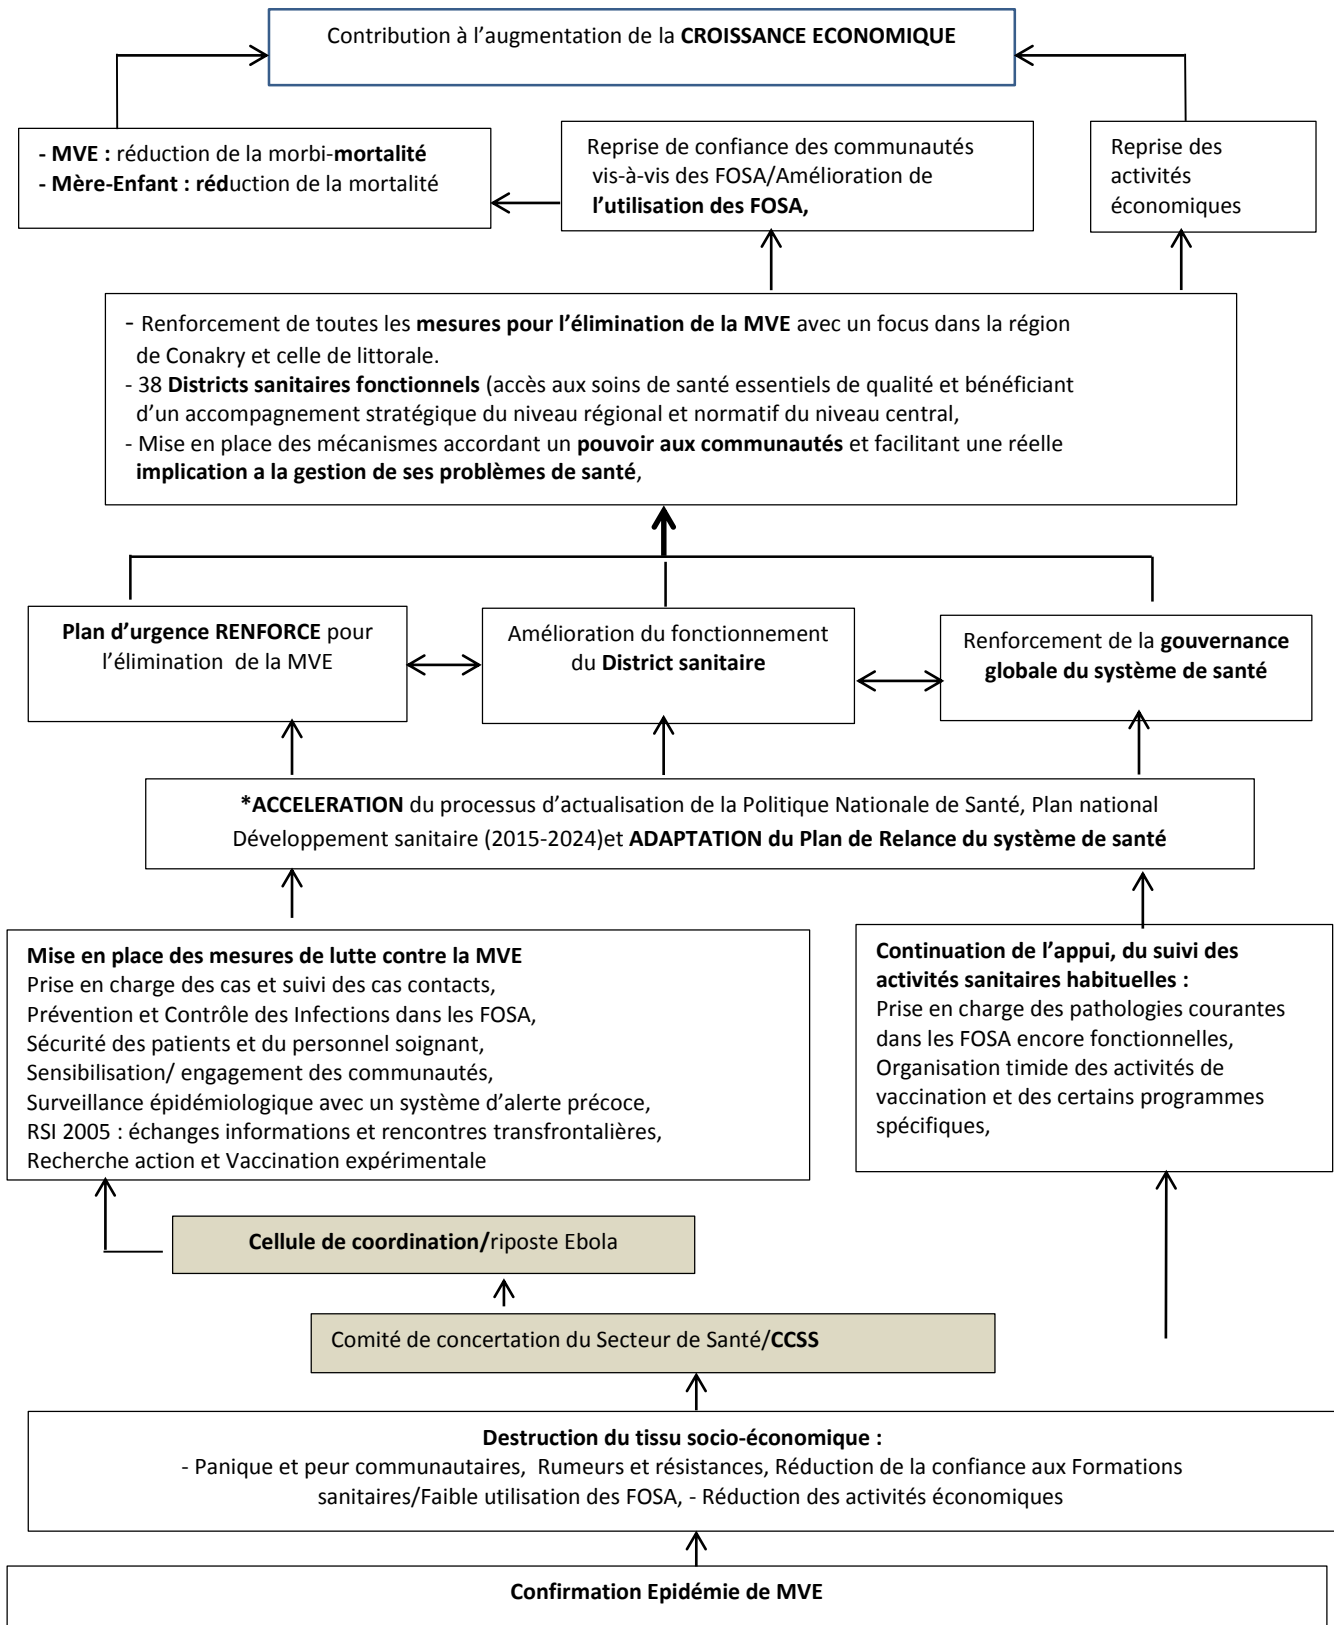 Contribution à l’augmentation de la CROISSANCE ECONOMIQUE
- MVE : réduction de la morbi-mortalité
- Mère-Enfant : réduction de la mortalité
Reprise de confiance des communautés
vis-à-vis des FOSA/Amélioration de
l’utilisation des FOSA,
Reprise des
activités
économiques
- Renforcement de toutes les mesures pour l’élimination de la MVE avec un focus dans la région
de Conakry et celle de littorale.
- 38 Districts sanitaires fonctionnels (accès aux soins de santé essentiels de qualité et bénéficiant
d’un accompagnement stratégique du niveau régional et normatif du niveau central,
- Mise en place des mécanismes accordant un pouvoir aux communautés et facilitant une réelle
implication a la gestion de ses problèmes de santé,
Plan d’urgence RENFORCE pour
l’élimination de la MVE
Amélioration du fonctionnement
du District sanitaire
Renforcement de la gouvernance
globale du système de santé
*ACCELERATION du processus d’actualisation de la Politique Nationale de Santé, Plan national
Développement sanitaire (2015-2024)et ADAPTATION du Plan de Relance du système de santé
Mise en place des mesures de lutte contre la MVE
Prise en charge des cas et suivi des cas contacts,
Prévention et Contrôle des Infections dans les FOSA,
Sécurité des patients et du personnel soignant,
Sensibilisation/ engagement des communautés,
Surveillance épidémiologique avec un système d’alerte précoce,
RSI 2005 : échanges informations et rencontres transfrontalières,
Recherche action et Vaccination expérimentale
Continuation de l’appui, du suivi des
activités sanitaires habituelles :
Prise en charge des pathologies courantes
dans les FOSA encore fonctionnelles,
Organisation timide des activités de
vaccination et des certains programmes
spécifiques,
Cellule de coordination/riposte Ebola
Comité de concertation du Secteur de Santé/CCSS
Destruction du tissu socio-économique :
- Panique et peur communautaires, Rumeurs et résistances, Réduction de la confiance aux Formations
sanitaires/Faible utilisation des FOSA, - Réduction des activités économiques
Confirmation Epidémie de MVE